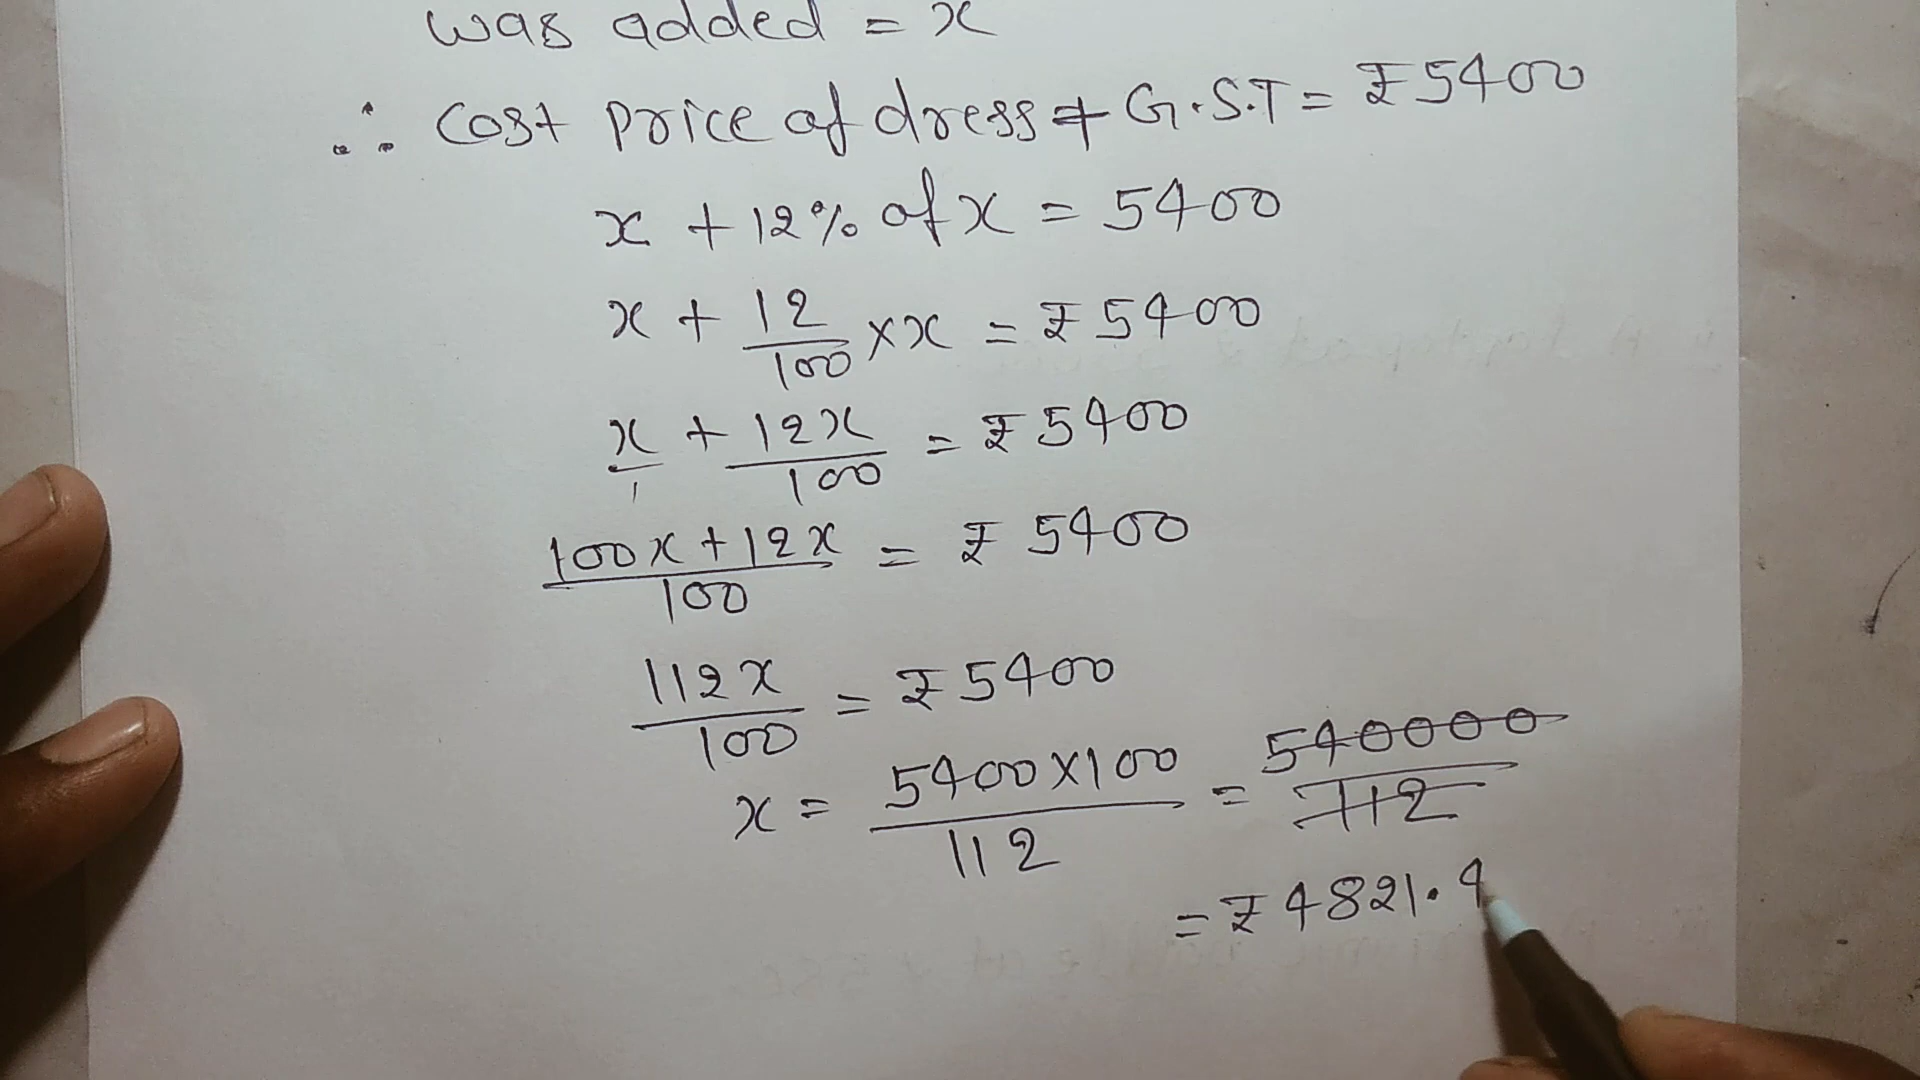 was added = x
∴ Cost price of dress + G.S.T = ₹5400
x + 12% of x = 5400
x + 12/100 × x = ₹5400
x/1 + 12x/100 = ₹5400
100x + 12x/100 = ₹5400
112x/100 = ₹5400
x = 5400×100/112 = 540000/112
= ₹4821.4